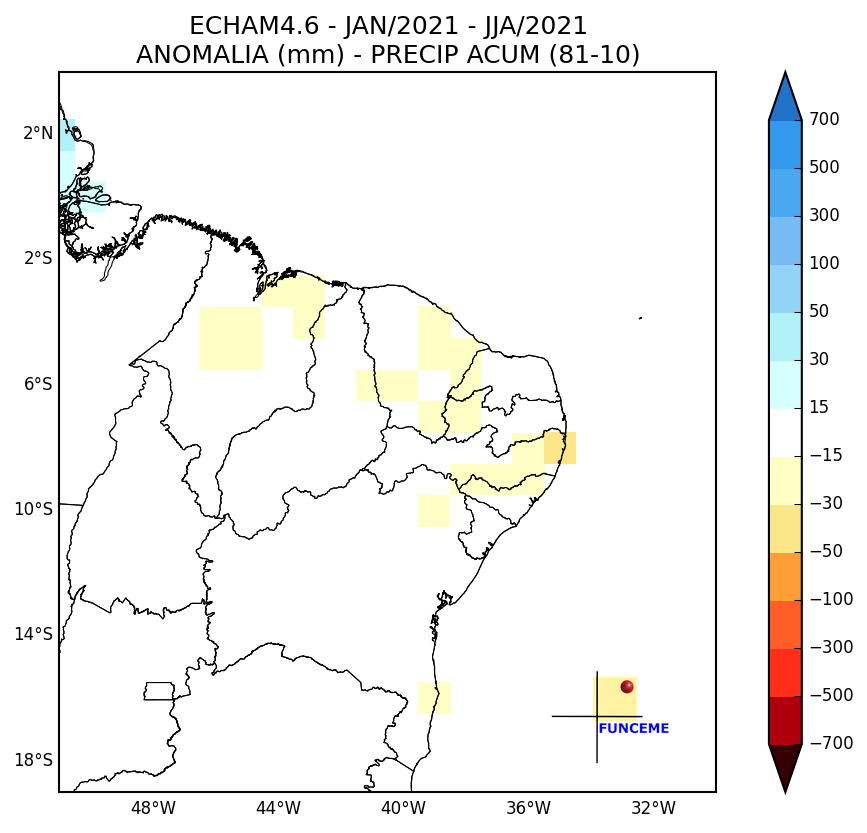 ECHAM4.6 - JAN/2021 - JJA/2021
ANOMALIA (mm) - PRECIP ACUM (81-10)
2°N
2°S
6°S
10°S
14°S
18°S
48°W
44°W
40°W
36°W
32°W
700
500
300
100
50
30
15
−15
−30
−50
−100
−300
−500
−700
FUNCEME